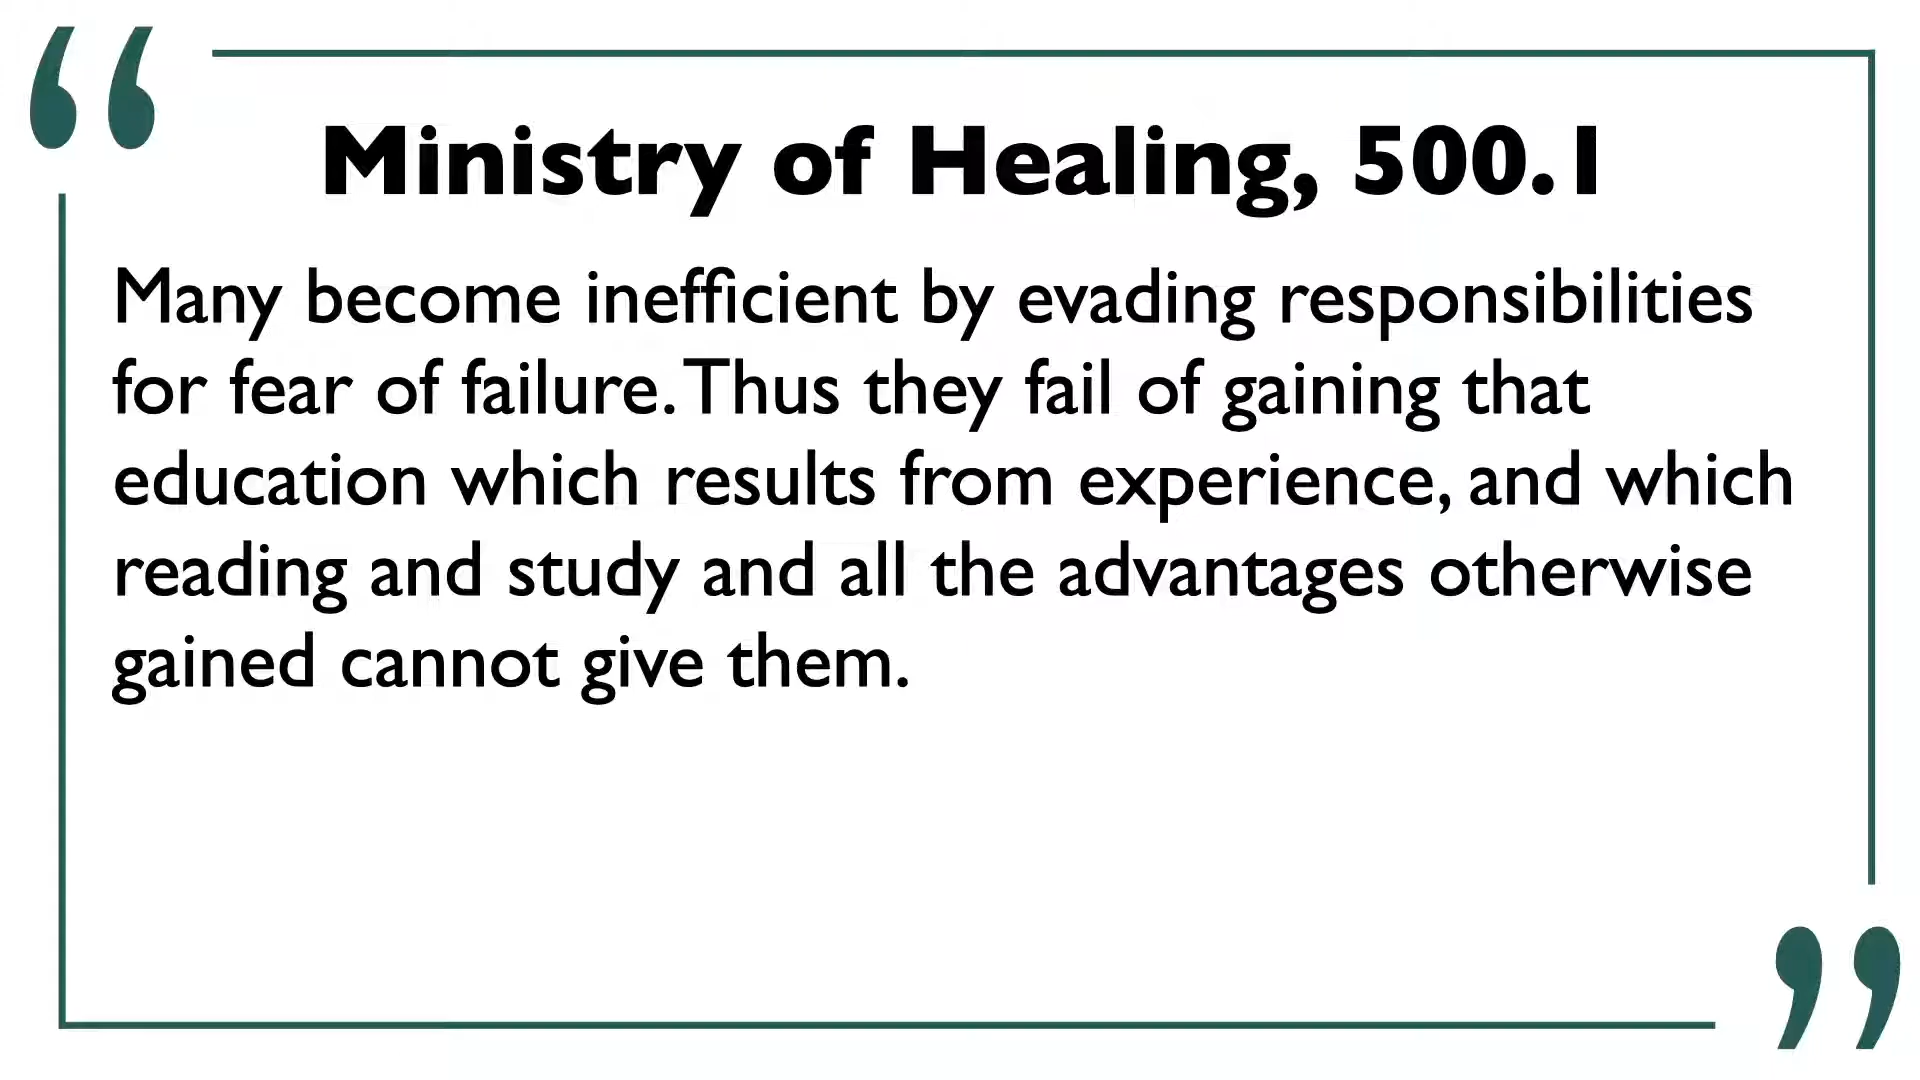 Ministry of Healing, 500.1
Many become inefficient by evading responsibilities
for fear of failure. Thus they fail of gaining that
education which results from experience, and which
reading and study and all the advantages otherwise
gained cannot give them.